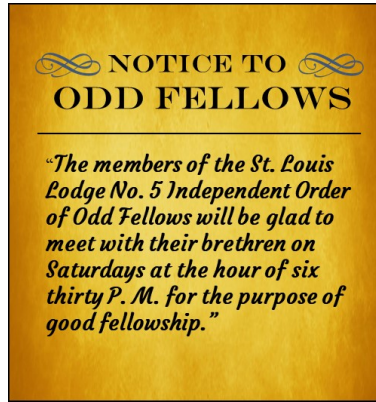 NOTICE TO
ODD FELLOWS
“The members of the St. Louis
Lodge No. 5 Independent Order
of Odd Fellows will be glad to
meet with their brethren on
Saturdays at the hour of six
thirty P. M. for the purpose of
good fellowship.”